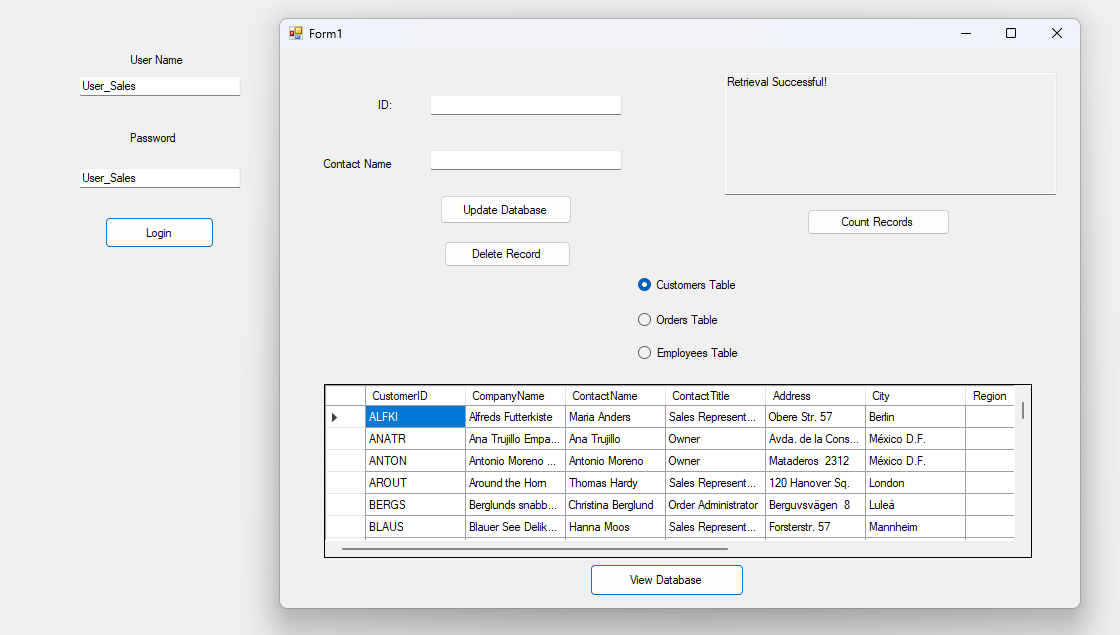 User Name
User_Sales
Password
User_Sales
Login
Form1
ID:
Contact Name
Update Database
Delete Record
Retrieval Successful!
Count Records
Customers Table
Orders Table
Employees Table
CustomerID CompanyName ContactName ContactTitle Address City Region
ALFKI Alfreds Futterkiste Maria Anders Sales Represent... Obere Str. 57 Berlin
ANATR Ana Trujillo Empa... Ana Trujillo Owner Avda. de la Cons... México D.F.
ANTON Antonio Moreno ... Antonio Moreno Owner Mataderos 2312 México D.F.
AROUT Around the Horn Thomas Hardy Sales Represent... 120 Hanover Sq. London
BERGS Berglunds snabb... Christina Berglund Order Administrator Berguvsvägen 8 Luleå
BLAUS Blauer See Delik... Hanna Moos Sales Represent... Forsterstr. 57 Mannheim
View Database